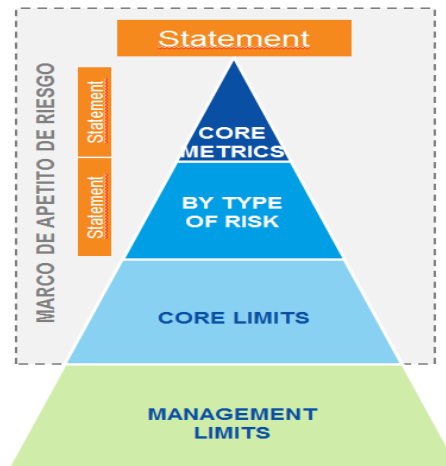 Statement
MARCO DE APETITO DE RIESGO
Statement
Statement
CORE
METRICS
BY TYPE
OF RISK
CORE LIMITS
MANAGEMENT
LIMITS